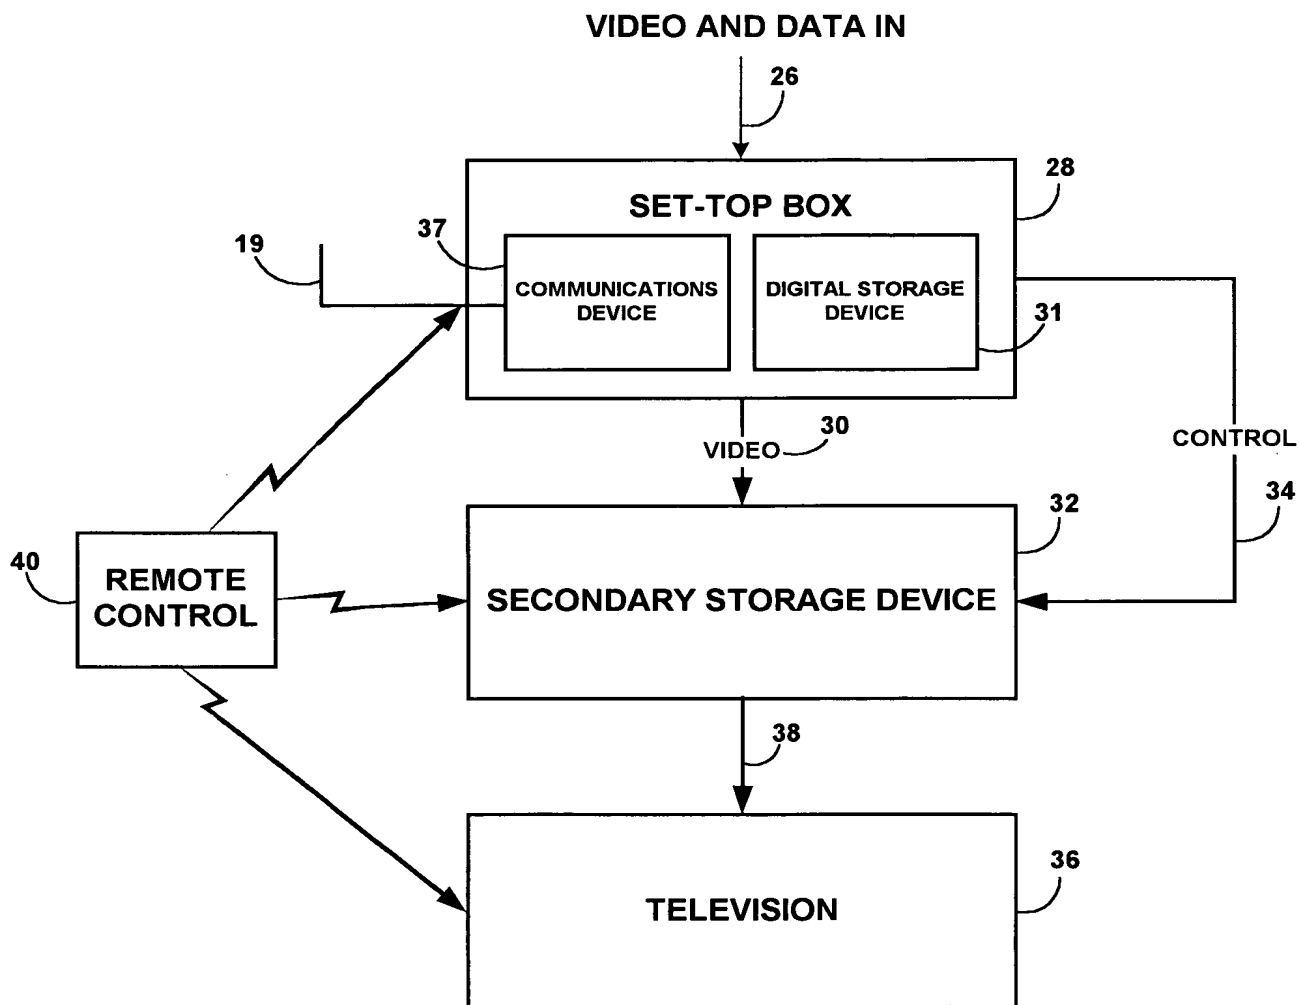 VIDEO AND DATA IN
26
28
SET-TOP BOX
37
19
COMMUNICATIONS
DEVICE
DIGITAL STORAGE
DEVICE
31
30
VIDEO
CONTROL
32
34
40
REMOTE
CONTROL
SECONDARY STORAGE DEVICE
38
36
TELEVISION